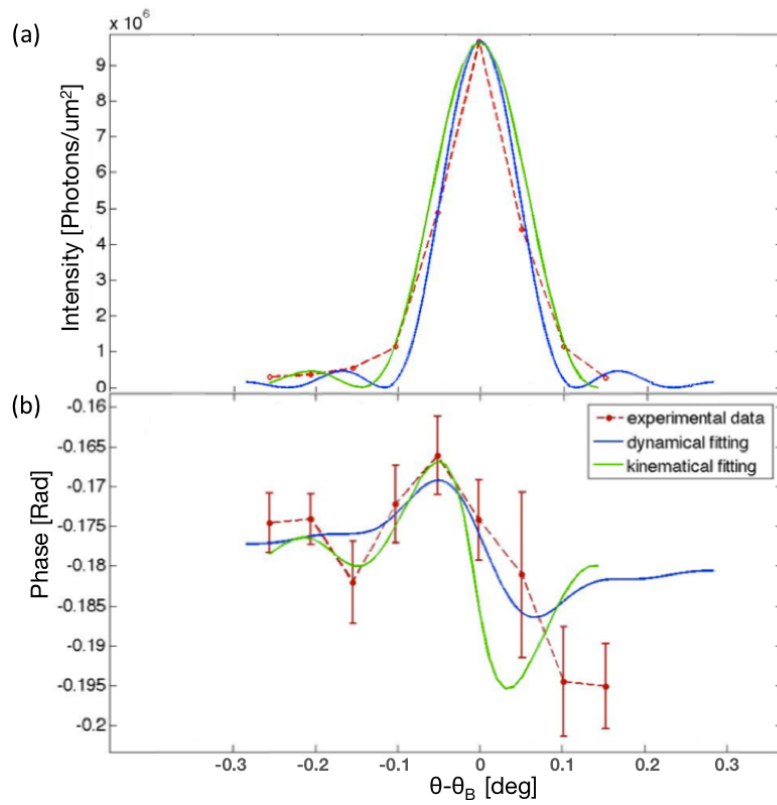 (a)
x 10⁶
Intensity [Photons/um²]
9
8
7
6
5
4
3
2
1
0
(b)
Phase [Rad]
-0.16
-0.165
-0.17
-0.175
-0.18
-0.185
-0.19
-0.195
-0.2
experimental data
dynamical fitting
kinematical fitting
-0.3 -0.2 -0.1 0 0.1 0.2 0.3
θ-θB [deg]